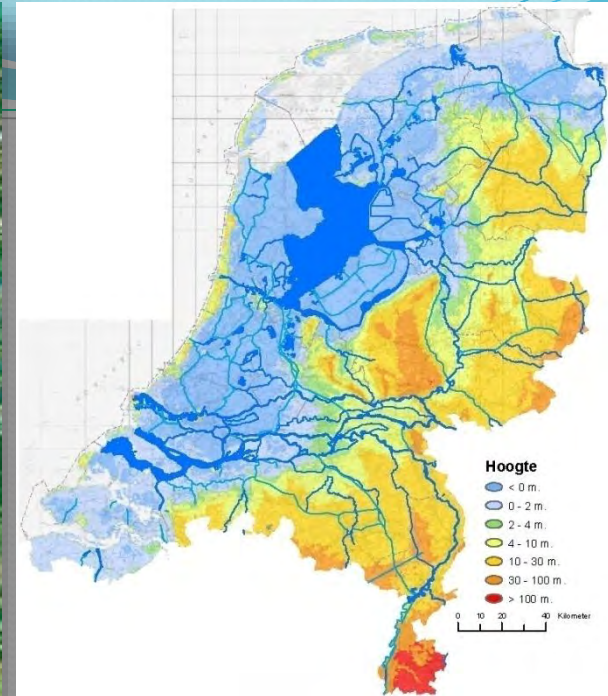 Hoogte
< 0 m.
0 - 2 m.
2 - 4 m.
4 - 10 m.
10 - 30 m.
30 - 100 m.
> 100 m.
0 10 20 40 Kilometer